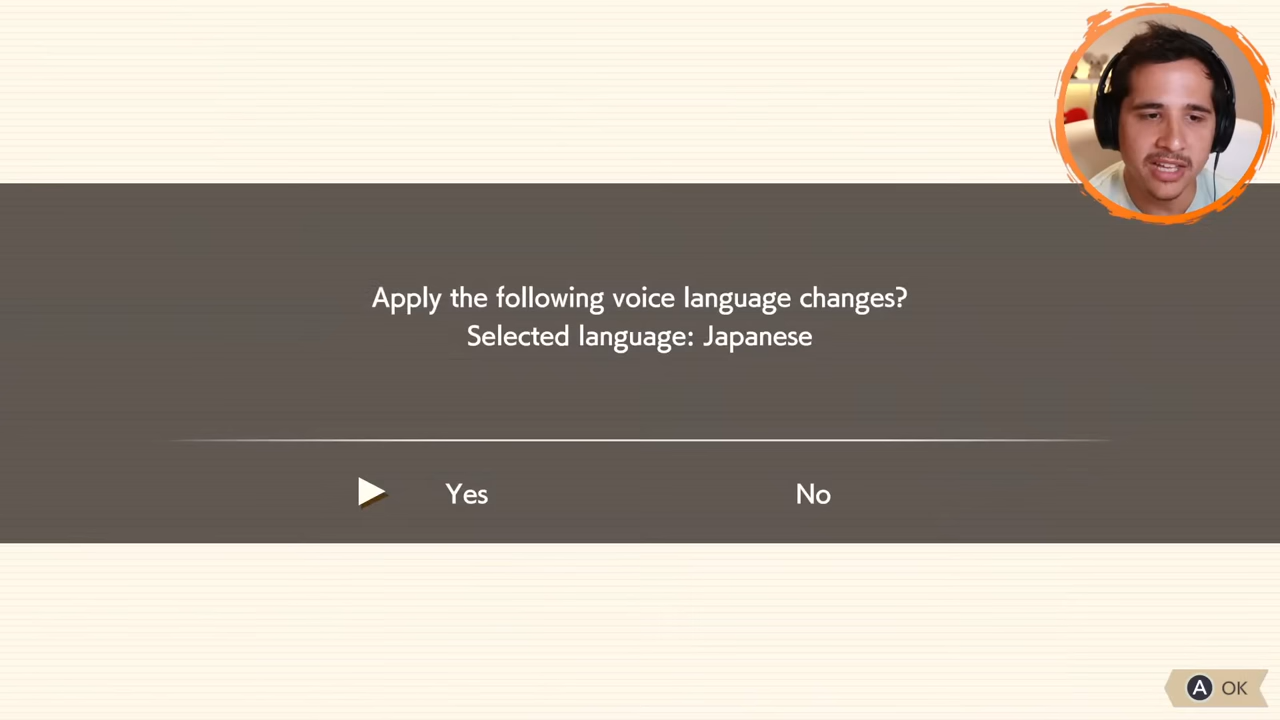 Apply the following voice language changes?
Selected language: Japanese
Yes No
A OK